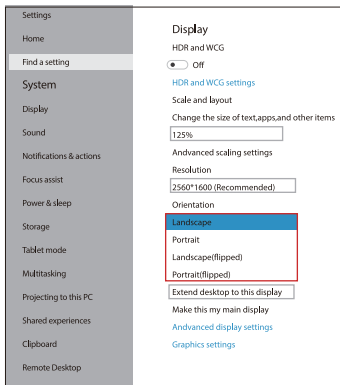 Settings
Home
Find a setting
System
Display
Sound
Notifications & actions
Focus assist
Power & sleep
Storage
Tablet mode
Multitasking
Projecting to this PC
Shared experiences
Clipboard
Remote Desktop
Display
HDR and WCG
Off
HDR and WCG settings
Scale and layout
Change the size of text,apps,and other items
125%
Andvanced scaling settings
Resolution
2560*1600 (Recommended)
Orientation
Landscape
Portrait
Landscape(flipped)
Portrait(flipped)
Extend desktop to this display
Make this my main display
Andvanced display settings
Graphics settings